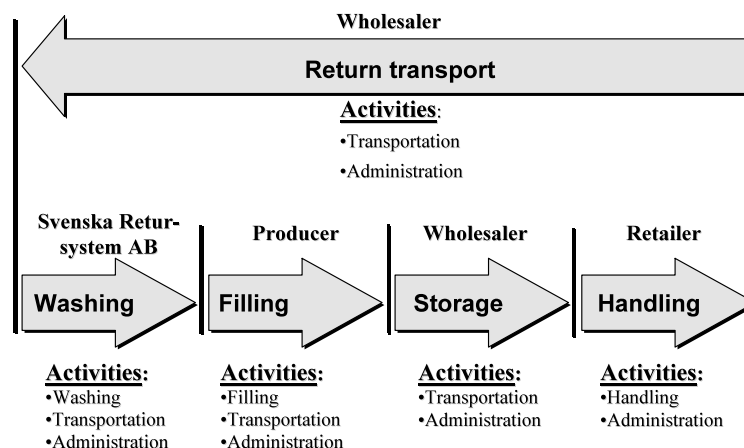 Wholesaler
Return transport
Activities:
•Transportation
•Administration
Svenska Retur-
system AB
Washing
Activities:
•Washing
•Transportation
•Administration
Producer
Filling
Activities:
•Filling
•Transportation
•Administration
Wholesaler
Storage
Activities:
•Transportation
•Administration
Retailer
Handling
Activities:
•Handling
•Administration